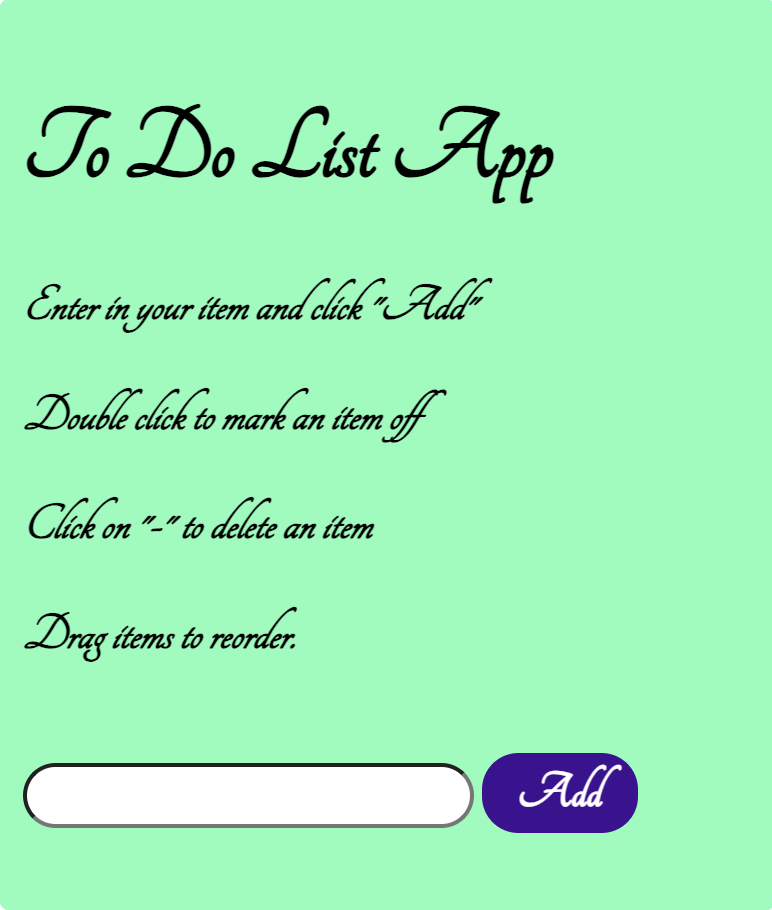 To Do List App
Enter in your item and click "Add"
Double click to mark an item off
Click on "-" to delete an item
Drag items to reorder.
Add